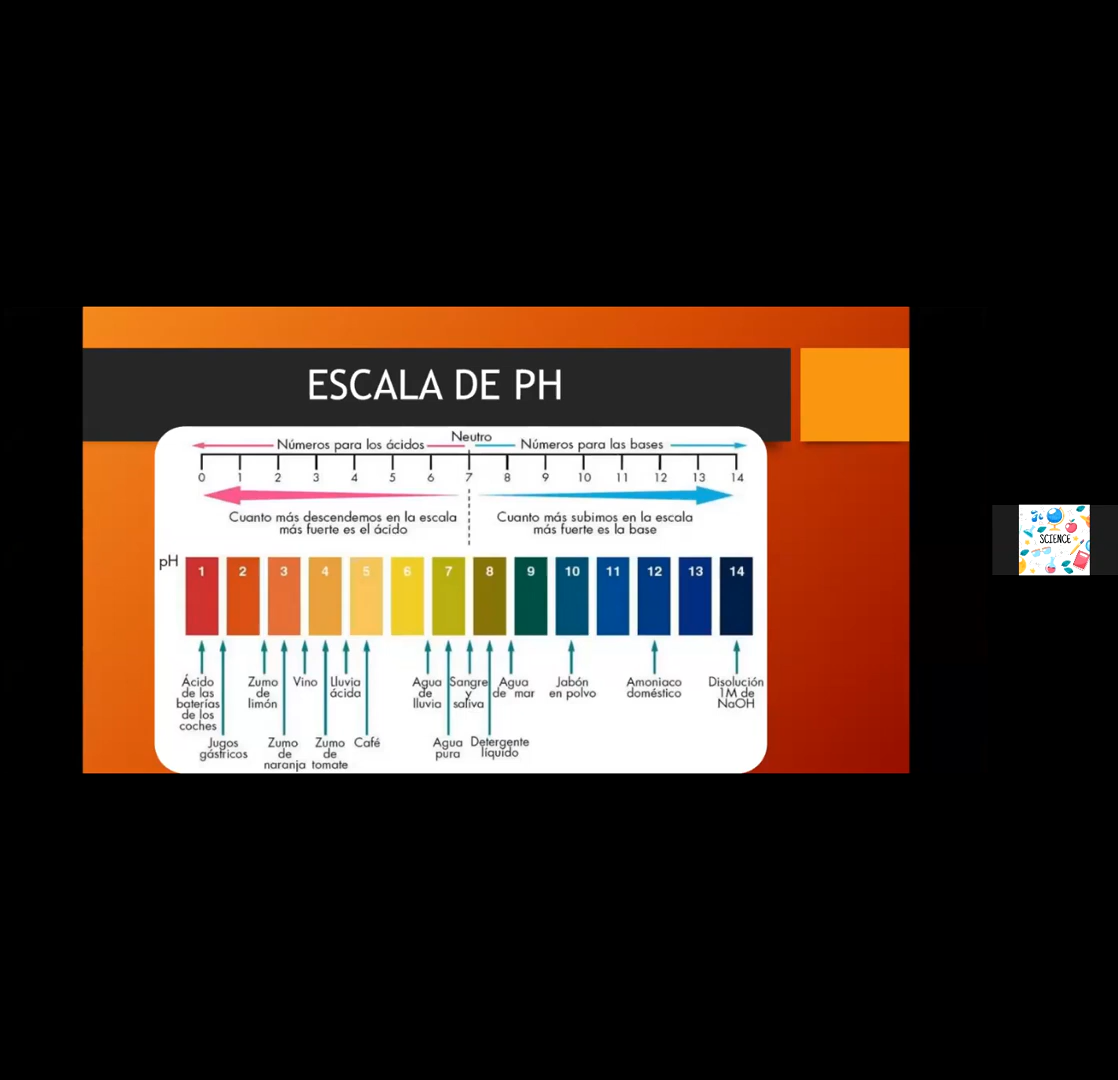 ESCALA DE PH
Neutro
Números para los ácidos
Números para las bases
0 1 2 3 4 5 6 7 8 9 10 11 12 13 14
Cuanto más descendemos en la escala
más fuerte es el ácido
Cuanto más subimos en la escala
más fuerte es la base
pH
1 2 3 4 5 6 7 8 9 10 11 12 13 14
Ácido
de las
baterías
de los
coches
Jugos
gástricos
Zumo
de
limón
Zumo
de
naranja
Vino
Zumo
de
tomate
Lluvia
ácida
Café
Agua
de
lluvia
Agua
pura
Sangre
y
saliva
Detergente
líquido
Agua
de mar
Jabón
en polvo
Amoniaco
doméstico
Disolución
1M de
NaOH
SCIENCE